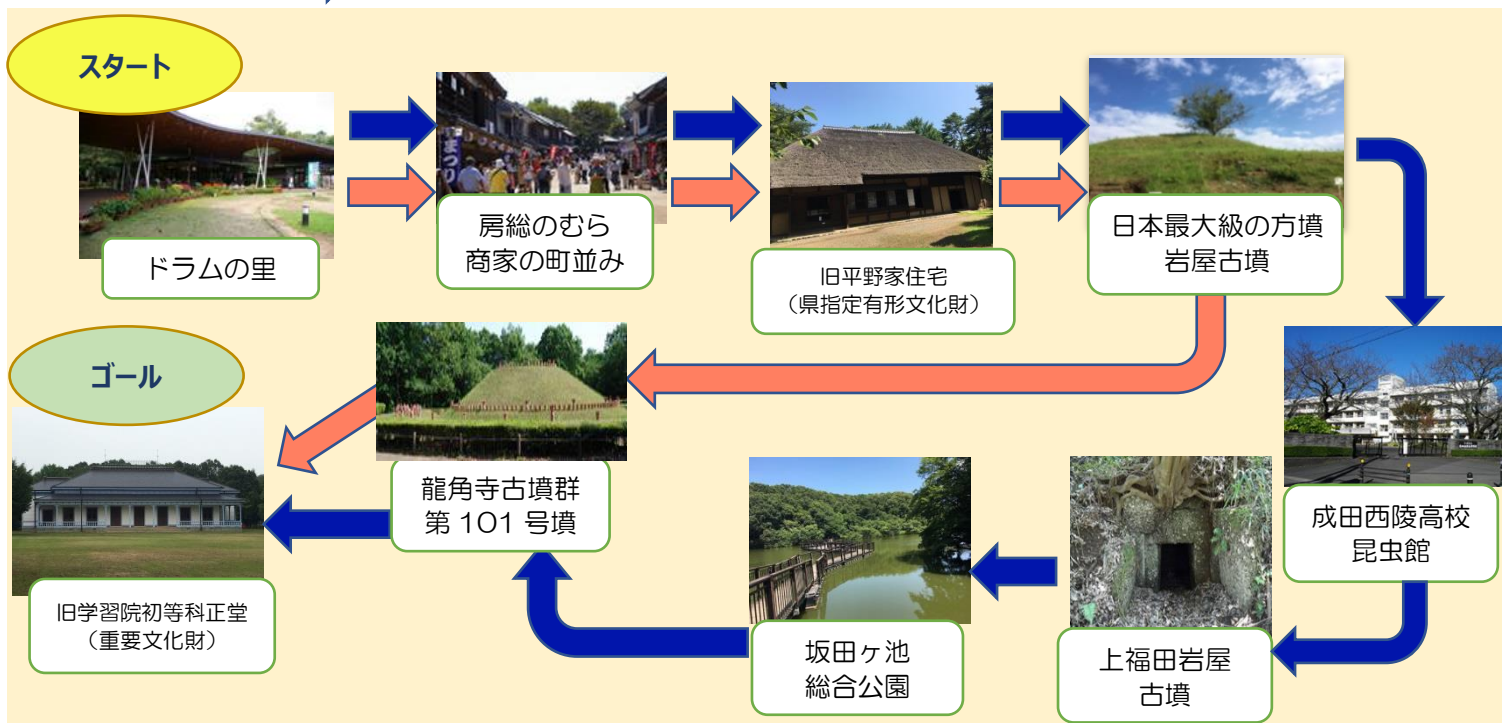 スタート
まつり
ドラムの里
房総のむら
商家の町並み
旧平野家住宅
（県指定有形文化財）
日本最大級の方墳
岩屋古墳
ゴール
旧学習院初等科正堂
（重要文化財）
龍角寺古墳群
第 101 号墳
坂田ヶ池
総合公園
上福田岩屋
古墳
成田西陵高校
昆虫館